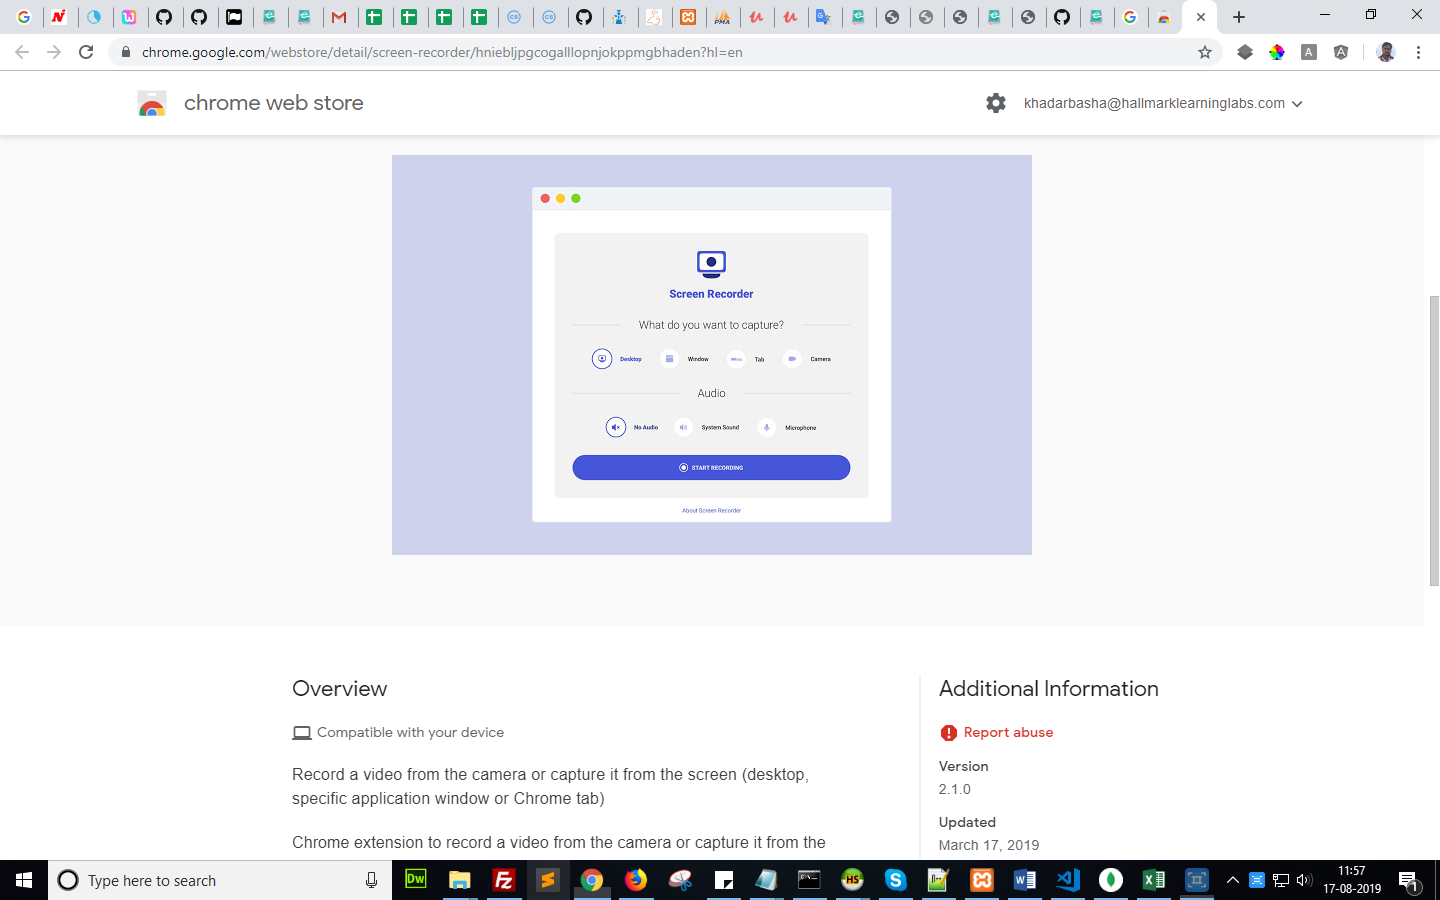 chrome.google.com/webstore/detail/screen-recorder/hniebljpgcogalllopnjokppmgbhaden?hl=en
chrome web store
khadarbasha@hallmarklearninglabs.com
Screen Recorder
What do you want to capture?
Desktop Window Tab Camera
Audio
No Audio System Sound Microphone
START RECORDING
About Screen Recorder
Overview
Compatible with your device
Record a video from the camera or capture it from the screen (desktop,
specific application window or Chrome tab)
Chrome extension to record a video from the camera or capture it from the
Additional Information
Report abuse
Version
2.1.0
Updated
March 17, 2019
Type here to search
11:57
17-08-2019